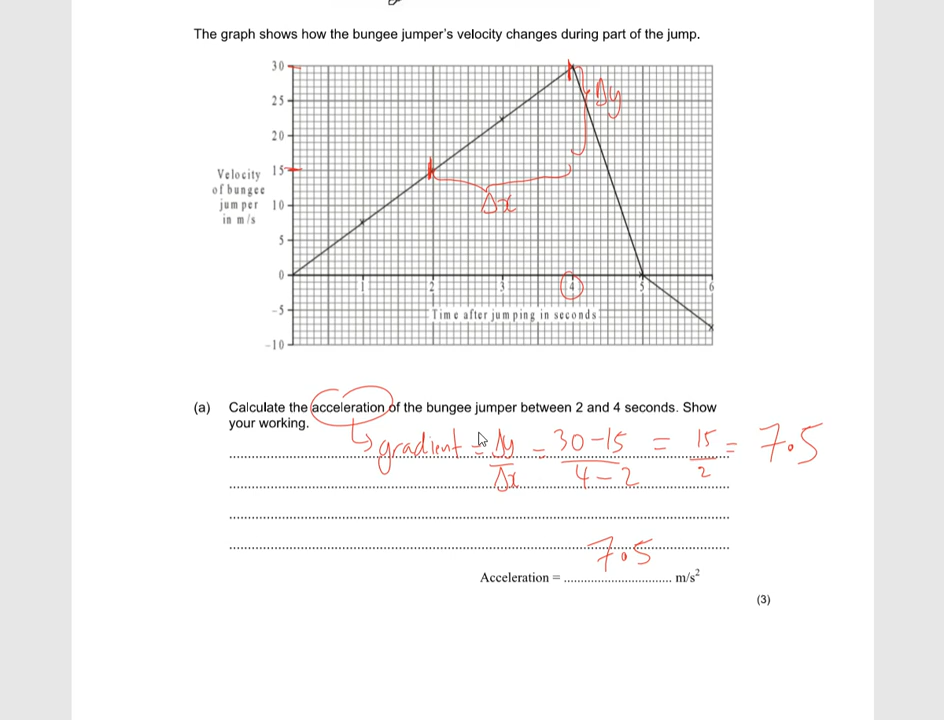 The graph shows how the bungee jumper's velocity changes during part of the jump.
30
25
Δy
20
Velocity 15
of bungee
jumper 10
in m/s
Δx
5
0
1 2 3 4 5 6
-5
Time after jumping in seconds
-10
(a) Calculate the acceleration of the bungee jumper between 2 and 4 seconds. Show
your working.
gradient = Δy/Δx = 30-15/4-2 = 15/2 = 7.5
7.5
Acceleration = .............................. m/s²
(3)